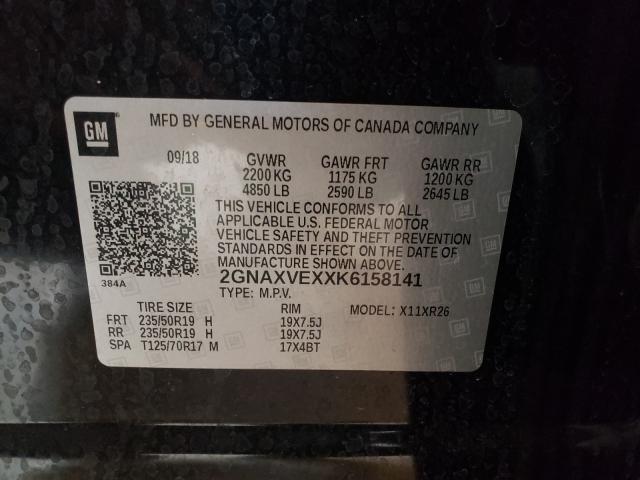 GM
MFD BY GENERAL MOTORS OF CANADA COMPANY
09/18 GVWR GAWR FRT GAWR RR
2200 KG 1175 KG 1200 KG
4850 LB 2590 LB 2645 LB
THIS VEHICLE CONFORMS TO ALL
APPLICABLE U.S. FEDERAL MOTOR
VEHICLE SAFETY AND THEFT PREVENTION
STANDARDS IN EFFECT ON THE DATE OF
MANUFACTURE SHOWN ABOVE.
384A 2GNAXVEXXK6158141
TYPE: M.P.V.
TIRE SIZE RIM MODEL: X11XR26
FRT 235/50R19 H 19X7.5J
RR 235/50R19 H 19X7.5J
SPA T125/70R17 M 17X4BT